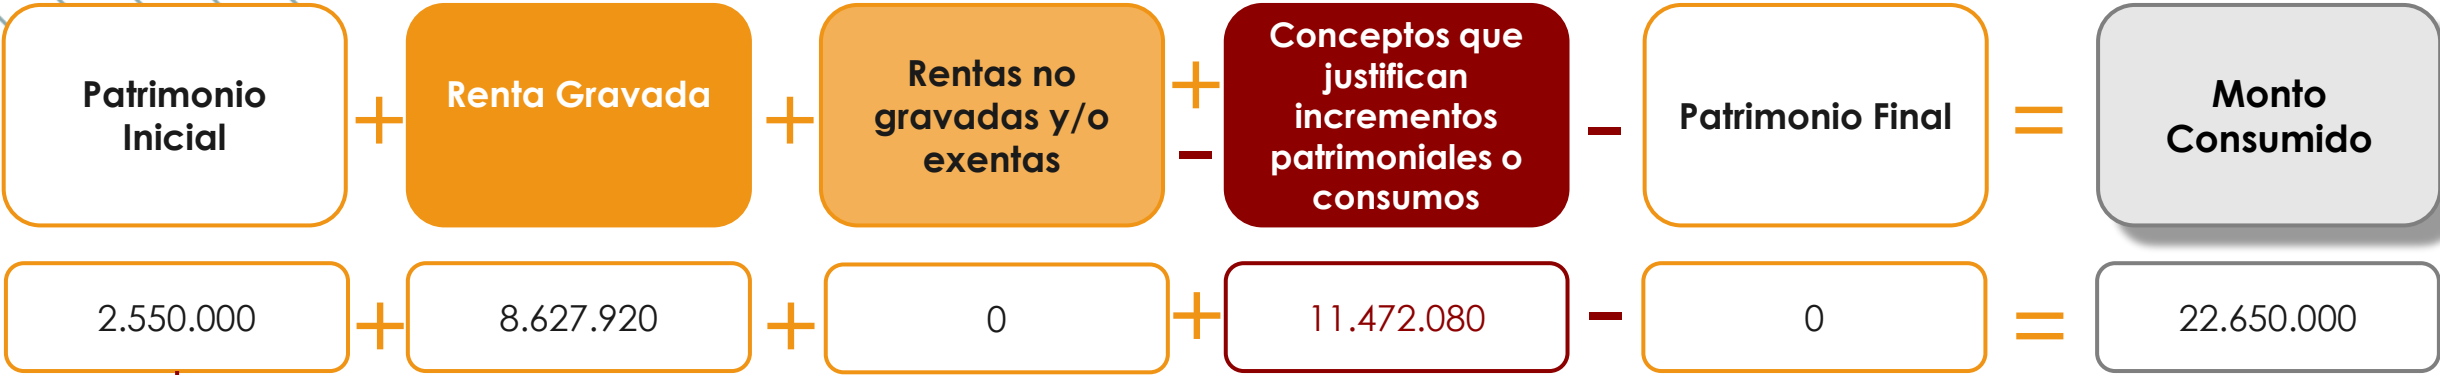 Patrimonio
Inicial
+
Renta Gravada
+
Rentas no
gravadas y/o
exentas
+
-
Conceptos que
justifican
incrementos
patrimoniales o
consumos
-
Patrimonio Final
=
Monto
Consumido
2.550.000
+
8.627.920
+
0
+
11.472.080
-
0
=
22.650.000